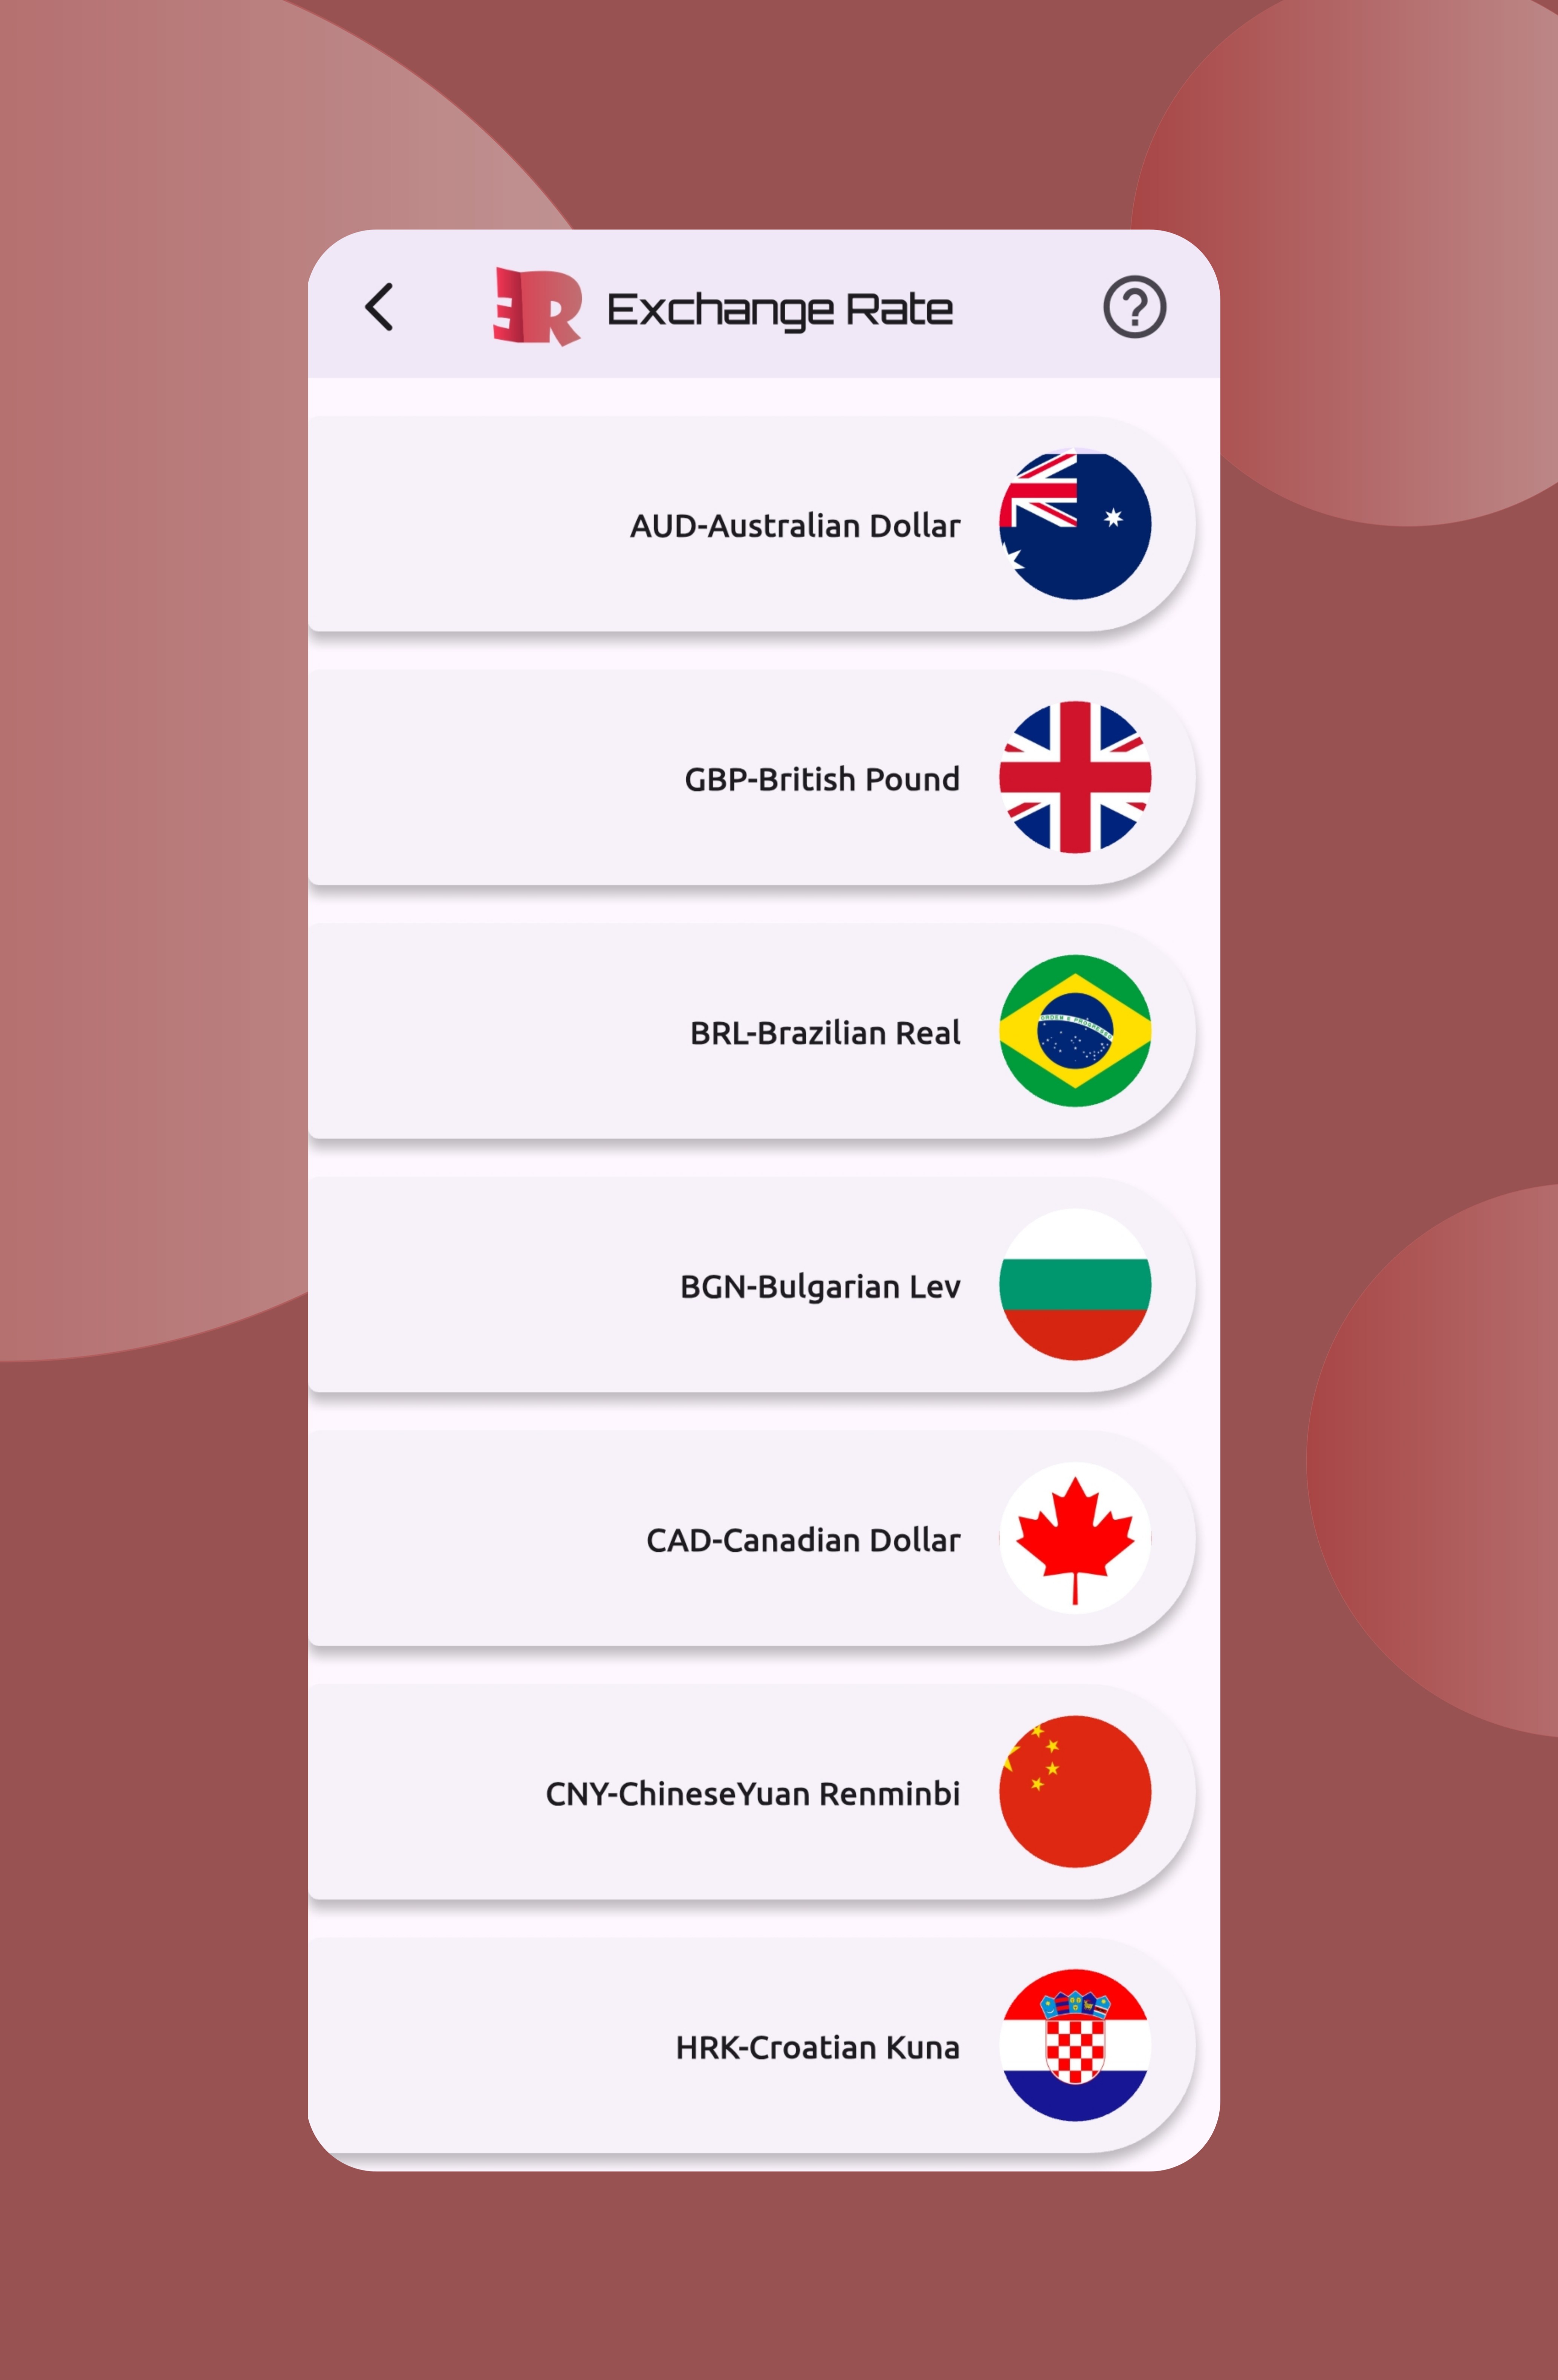 ER Exchange Rate
AUD-Australian Dollar
GBP-British Pound
BRL-Brazilian Real
BGN-Bulgarian Lev
CAD-Canadian Dollar
CNY-ChineseYuan Renminbi
HRK-Croatian Kuna